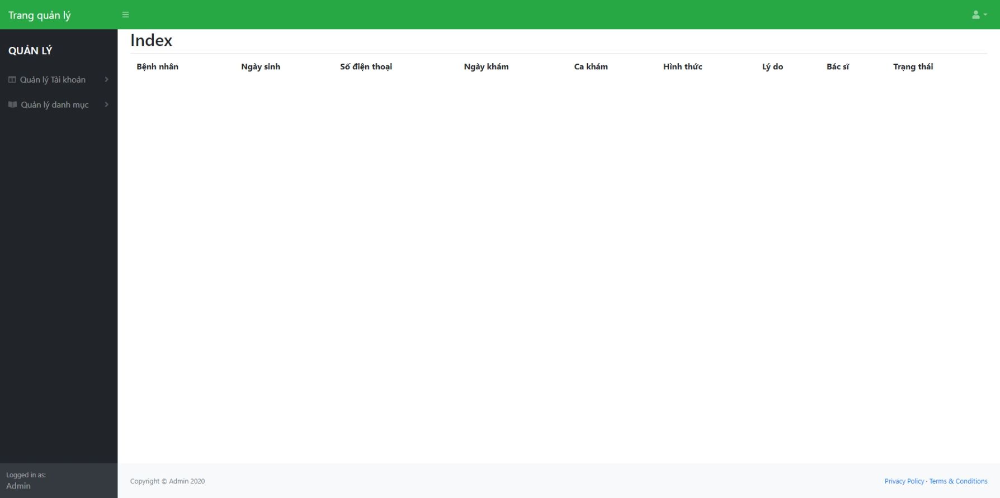 Trang quản lý
QUẢN LÝ
Quản lý Tài khoản
Quản lý danh mục
Logged in as:
Admin
Index
Bệnh nhân Ngày sinh Số điện thoại Ngày khám Ca khám Hình thức Lý do Bác sĩ Trạng thái
Copyright © Admin 2020
Privacy Policy · Terms & Conditions